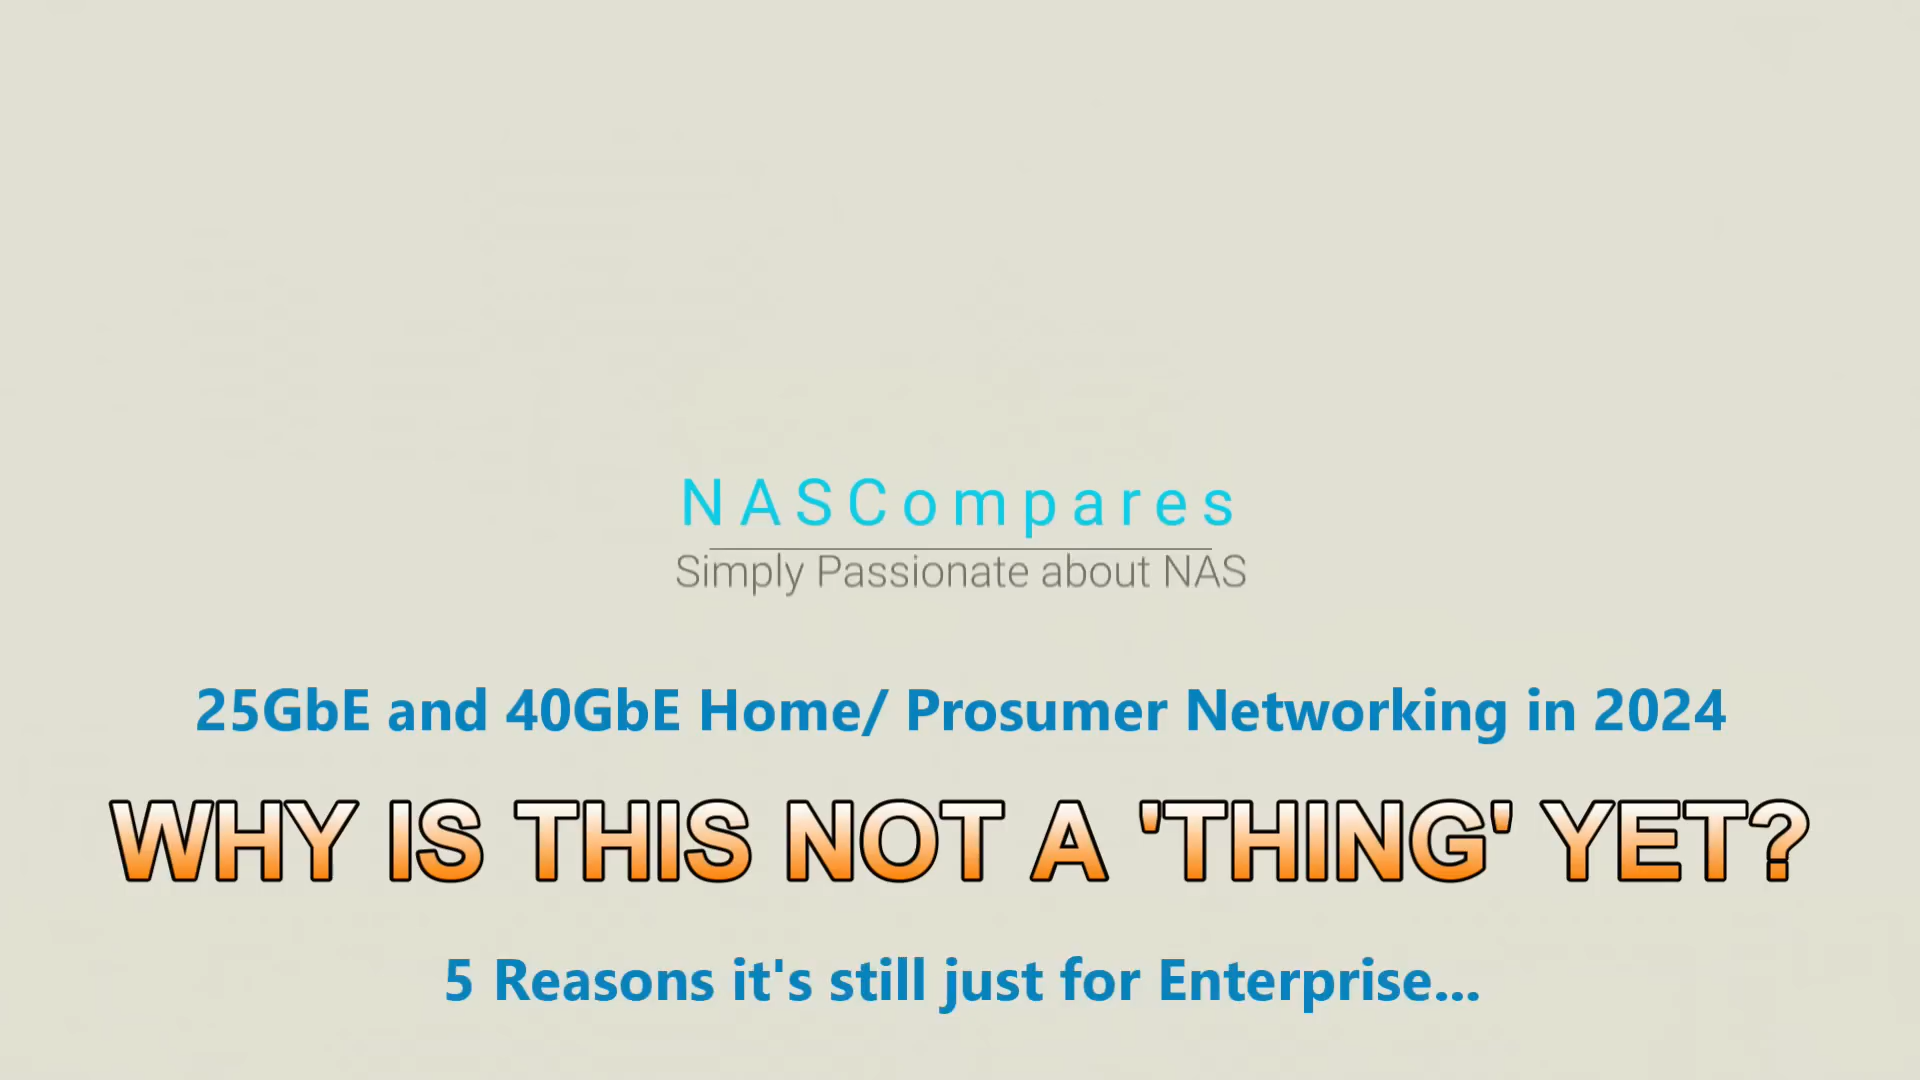 NASCompares
Simply Passionate about NAS
25GbE and 40GbE Home/ Prosumer Networking in 2024
WHY IS THIS NOT A 'THING' YET?
5 Reasons it's still just for Enterprise...